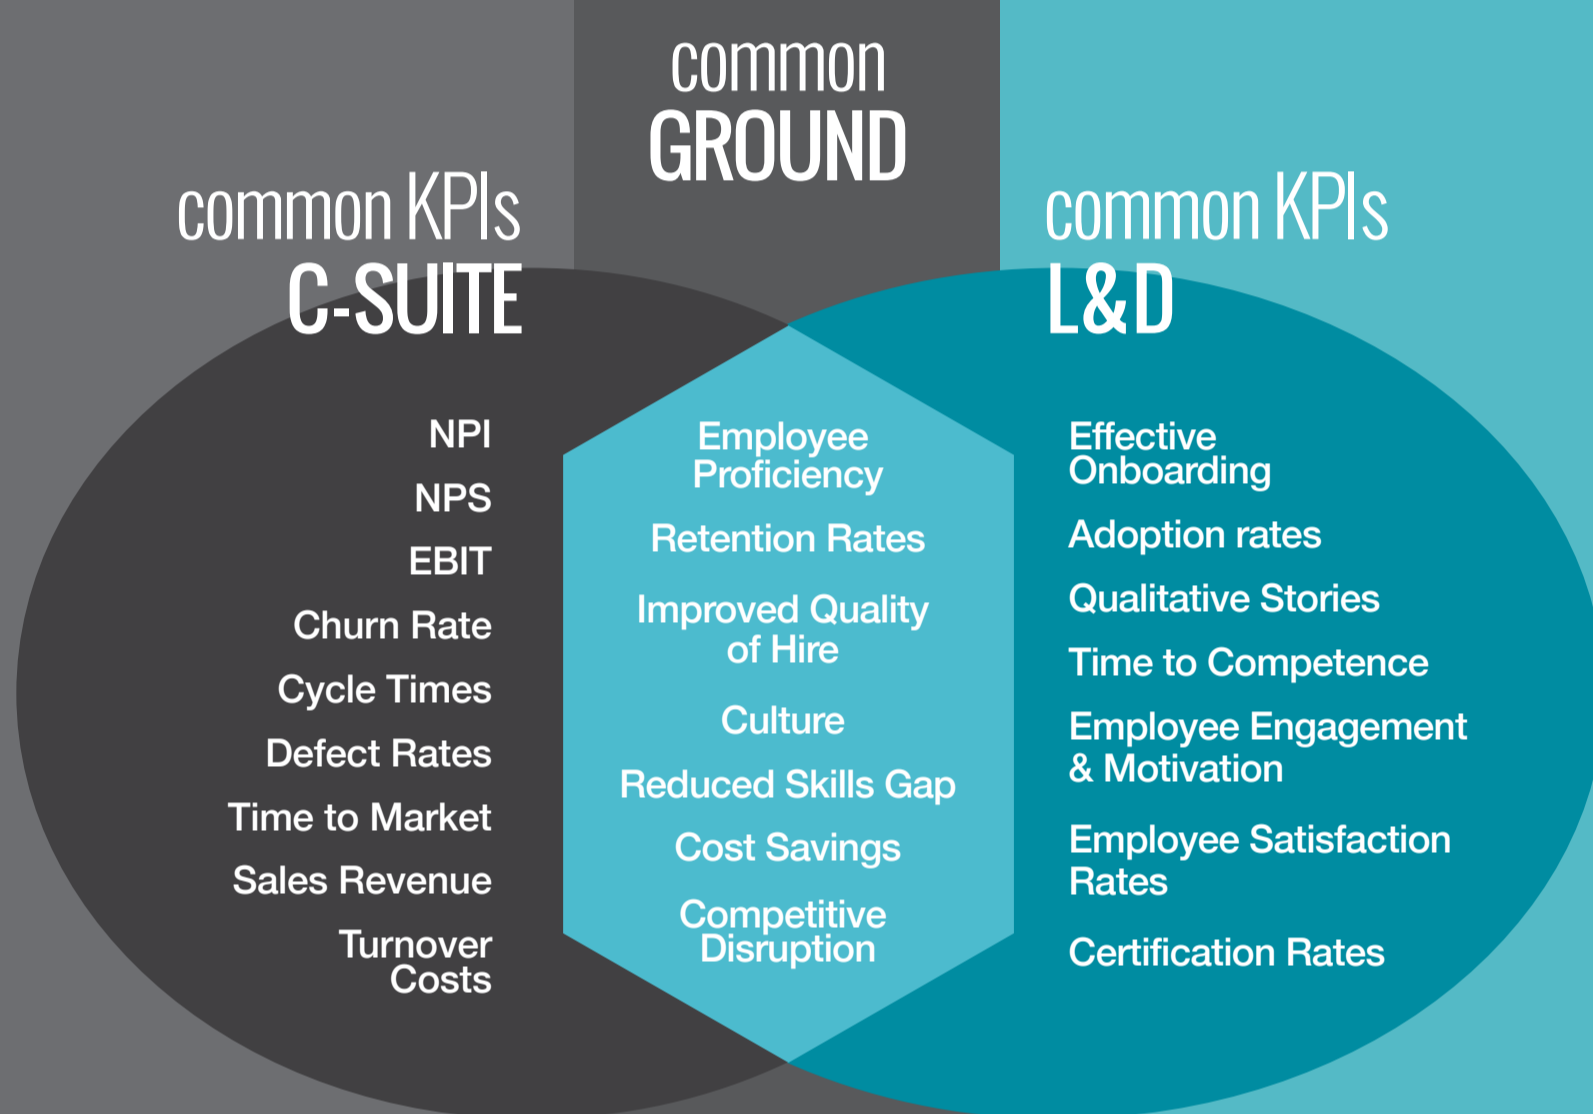 common
GROUND
common KPIs
C-SUITE
NPI
NPS
EBIT
Churn Rate
Cycle Times
Defect Rates
Time to Market
Sales Revenue
Turnover
Costs
Employee
Proficiency
Retention Rates
Improved Quality
of Hire
Culture
Reduced Skills Gap
Cost Savings
Competitive
Disruption
common KPIs
L&D
Effective
Onboarding
Adoption rates
Qualitative Stories
Time to Competence
Employee Engagement
& Motivation
Employee Satisfaction
Rates
Certification Rates